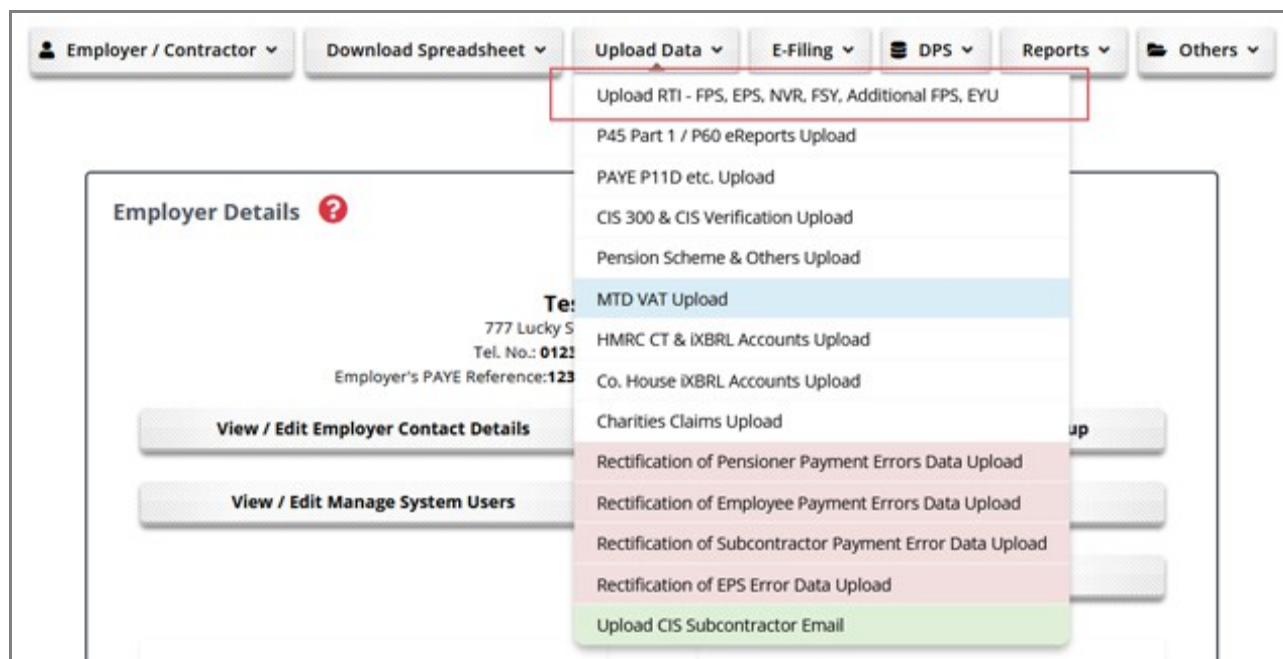 Employer / Contractor
Download Spreadsheet
Upload Data
E-Filing
DPS
Reports
Others
Upload RTI - FPS, EPS, NVR, FSY, Additional FPS, EYU
P45 Part 1 / P60 eReports Upload
PAYE P11D etc. Upload
CIS 300 & CIS Verification Upload
Pension Scheme & Others Upload
MTD VAT Upload
HMRC CT & iXBRL Accounts Upload
Co. House iXBRL Accounts Upload
Charities Claims Upload
Rectification of Pensioner Payment Errors Data Upload
Rectification of Employee Payment Errors Data Upload
Rectification of Subcontractor Payment Error Data Upload
Rectification of EPS Error Data Upload
Upload CIS Subcontractor Email
Employer Details ?
Te
777 Lucky S
Tel. No.: 0123
Employer's PAYE Reference:123
View / Edit Employer Contact Details
up
View / Edit Manage System Users